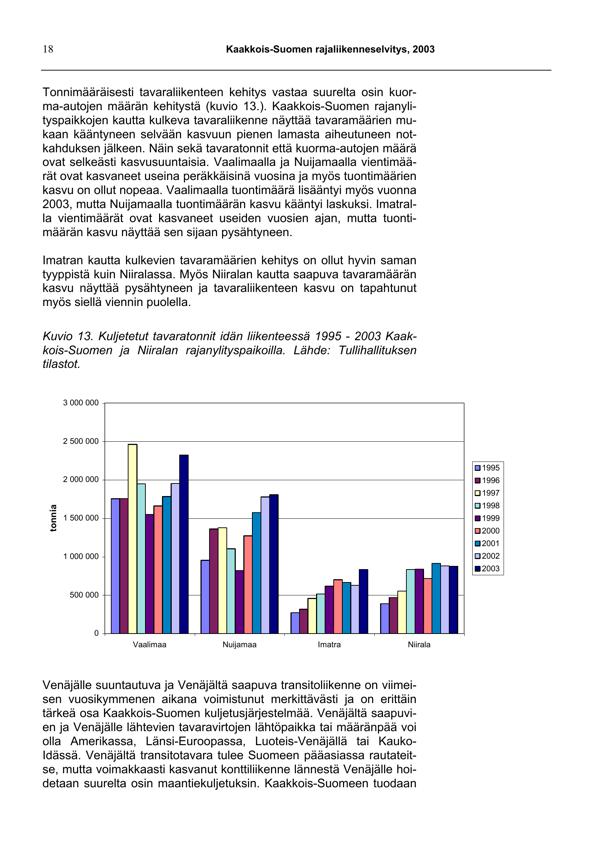 18
Kaakkois-Suomen rajaliikenneselvitys, 2003
Tonnimääräisesti tavaraliikenteen kehitys vastaa suurelta osin kuor-
ma-autojen määrän kehitystä (kuvio 13.). Kaakkois-Suomen rajanyli-
tyspaikkojen kautta kulkeva tavaraliikenne näyttää tavaramäärien mu-
kaan kääntyneen selvään kasvuun pienen lamasta aiheutuneen not-
kahduksen jälkeen. Näin sekä tavaratonnit että kuorma-autojen määrä
ovat selkeästi kasvusuuntaisia. Vaalimaalla ja Nuijamaalla vientimää-
rät ovat kasvaneet useina peräkkäisinä vuosina ja myös tuontimäärien
kasvu on ollut nopeaa. Vaalimaalla tuontimäärä lisääntyi myös vuonna
2003, mutta Nuijamaalla tuontimäärän kasvu kääntyi laskuksi. Imatral-
la vientimäärät ovat kasvaneet useiden vuosien ajan, mutta tuonti-
määrän kasvu näyttää sen sijaan pysähtyneen.
Imatran kautta kulkevien tavaramäärien kehitys on ollut hyvin saman
tyyppistä kuin Niiralassa. Myös Niiralan kautta saapuva tavaramäärän
kasvu näyttää pysähtyneen ja tavaraliikenteen kasvu on tapahtunut
myös siellä viennin puolella.
Kuvio 13. Kuljetetut tavaratonnit idän liikenteessä 1995 - 2003 Kaak-
kois-Suomen ja Niiralan rajanylityspaikoilla. Lähde: Tullihallituksen
tilastot.
3 000 000
2 500 000
2 000 000
1 500 000
1 000 000
500 000
0
tonnia
Vaalimaa Nuijamaa Imatra Niirala
1995
1996
1997
1998
1999
2000
2001
2002
2003
Venäjälle suuntautuva ja Venäjältä saapuva transitoliikenne on viimei-
sen vuosikymmenen aikana voimistunut merkittävästi ja on erittäin
tärkeä osa Kaakkois-Suomen kuljetusjärjestelmää. Venäjältä saapuvi-
en ja Venäjälle lähtevien tavaravirtojen lähtöpaikka tai määränpää voi
olla Amerikassa, Länsi-Euroopassa, Luoteis-Venäjällä tai Kauko-
Idässä. Venäjältä transitotavara tulee Suomeen pääasiassa rautateit-
se, mutta voimakkaasti kasvanut konttiliikenne lännestä Venäjälle hoi-
detaan suurelta osin maantiekuljetuksin. Kaakkois-Suomeen tuodaan